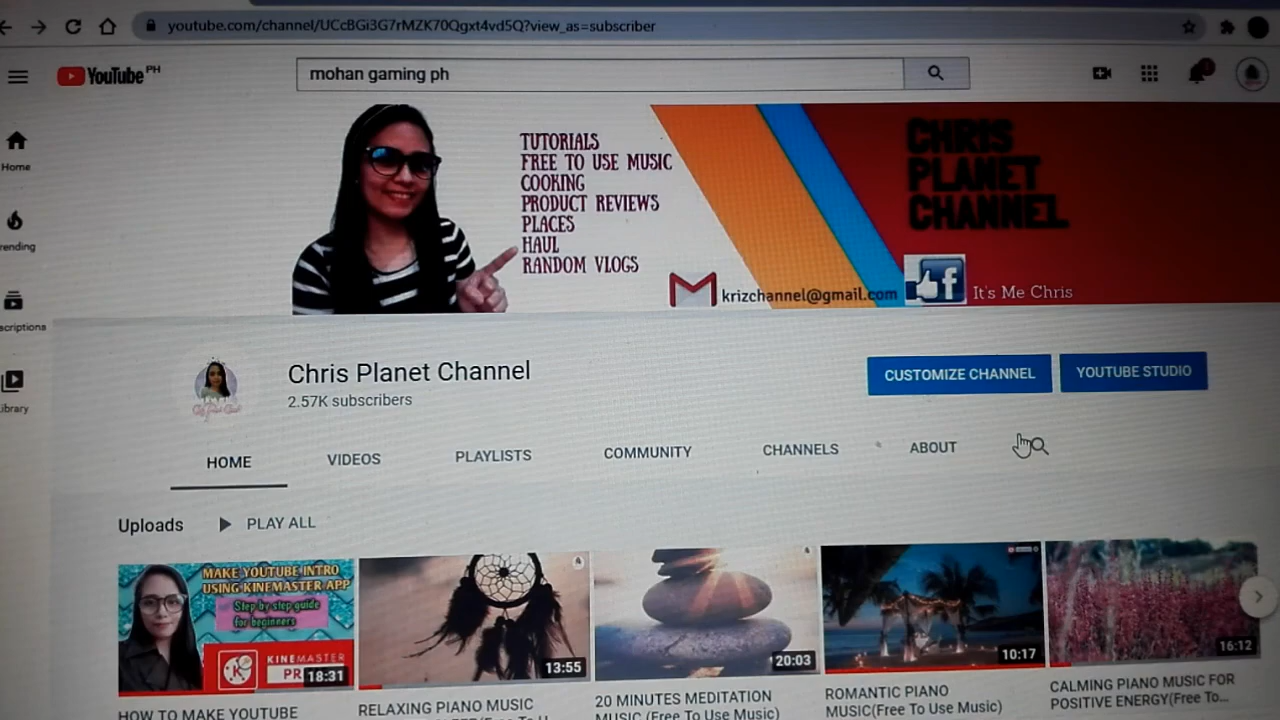 youtube.com/channel/UCcBGi3G7rMZK70Qgxt4vd5Q?view_as=subscriber
YouTube PH
mohan gaming ph
Home
rending
scriptions
ibrary
TUTORIALS
FREE TO USE MUSIC
COOKING
PRODUCT REVIEWS
PLACES
HAUL
RANDOM VLOGS
krizchannel@gmail.com
CHRIS
PLANET
CHANNEL
f
It's Me Chris
Chris Planet Channel
2.57K subscribers
CUSTOMIZE CHANNEL
YOUTUBE STUDIO
HOME
VIDEOS
PLAYLISTS
COMMUNITY
CHANNELS
ABOUT
Uploads
PLAY ALL
MAKE YOUTUBE INTRO
USING KINEMASTER APP
Step by step guide
for beginners
KINEMASTER
PR
18:31
HOW TO MAKE YOUTUBE
13:55
RELAXING PIANO MUSIC
20:03
20 MINUTES MEDITATION
MUSIC (Free To Use Music)
10:17
ROMANTIC PIANO
MUSIC(Free To Use Music)
16:12
CALMING PIANO MUSIC FOR
POSITIVE ENERGY(Free To...